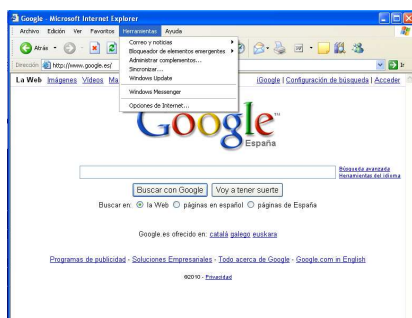 Google - Microsoft Internet Explorer
Archivo Edición Ver Favoritos Herramientas Ayuda
Correo y noticias
Bloqueador de elementos emergentes
Administrar complementos...
Sincronizar...
Windows Update
Windows Messenger
Opciones de Internet...
Atrás
Dirección http://www.google.es/ Ir
La Web Imágenes Vídeos Ma iGoogle | Configuración de búsqueda | Acceder
Google™
España
Búsqueda avanzada
Herramientas del idioma
Buscar con Google Voy a tener suerte
Buscar en: la Web páginas en español páginas de España
Google.es ofrecido en: català galego euskara
Programas de publicidad - Soluciones Empresariales - Todo acerca de Google - Google.com in English
©2010 - Privacidad